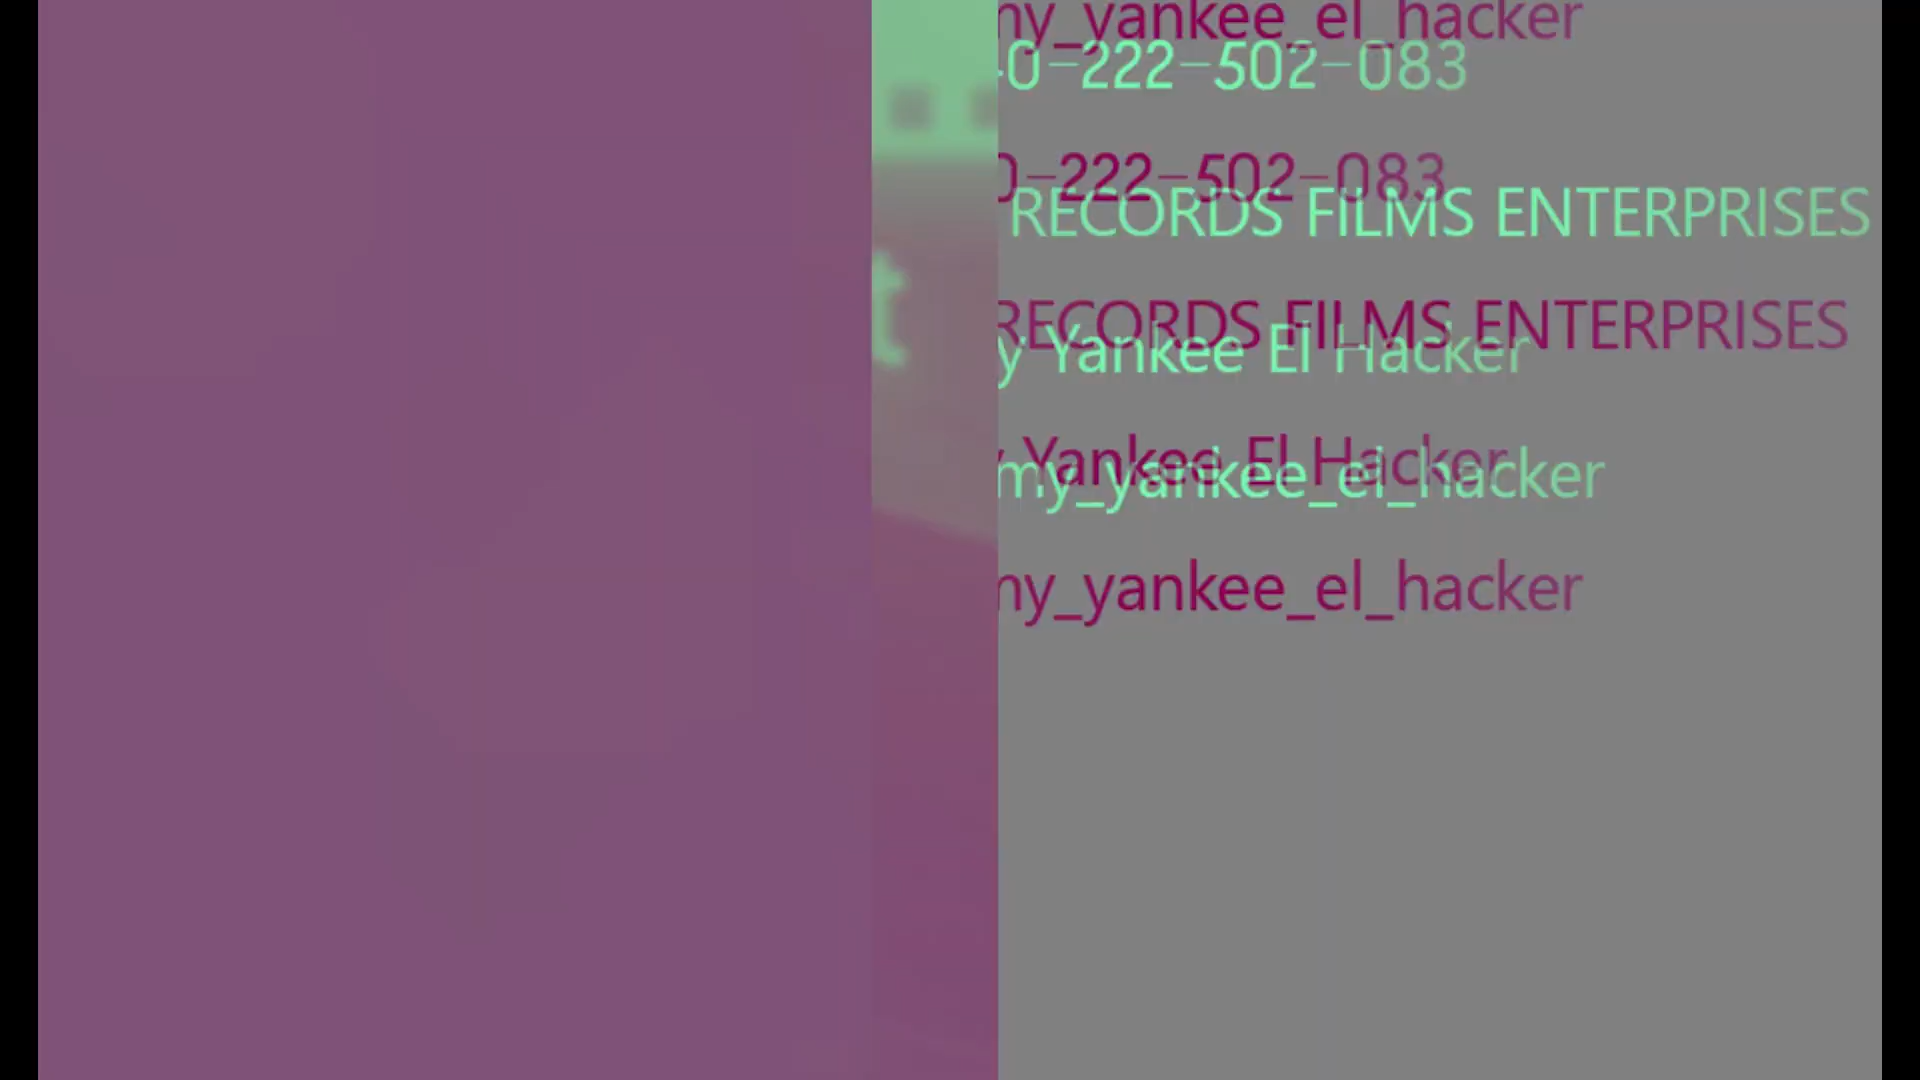 my_yankee_el_hacker
0-222-502-083
0-222-502-083
RECORDS FILMS ENTERPRISES
RECORDS FILMS ENTERPRISES
y Yankee El Hacker
Yankee El Hacker
my_yankee_el_hacker
my_yankee_el_hacker
t